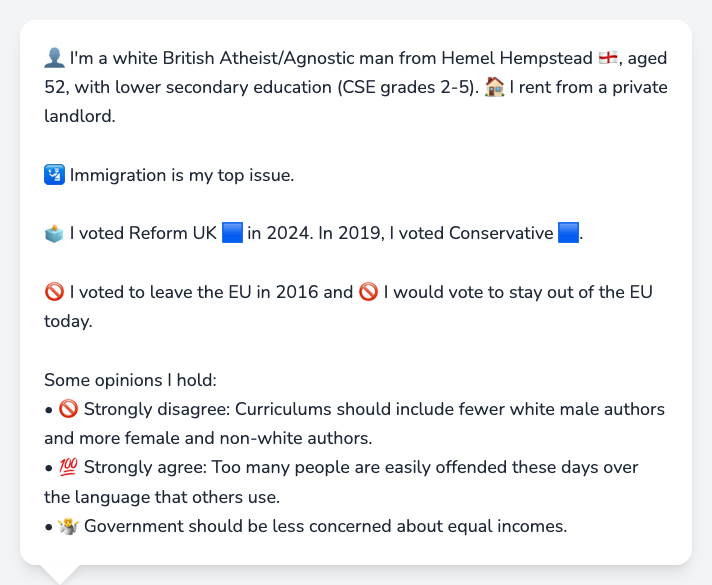 👤 I'm a white British Atheist/Agnostic man from Hemel Hempstead 🏴󠁧󠁢󠁥󠁮󠁧󠁿, aged
52, with lower secondary education (CSE grades 2-5). 🏠 I rent from a private
landlord.
🛂 Immigration is my top issue.
🗳️ I voted Reform UK 🟦 in 2024. In 2019, I voted Conservative 🟦.
🚫 I voted to leave the EU in 2016 and 🚫 I would vote to stay out of the EU
today.
Some opinions I hold:
• 🚫 Strongly disagree: Curriculums should include fewer white male authors
and more female and non-white authors.
• 💯 Strongly agree: Too many people are easily offended these days over
the language that others use.
• 🤷 Government should be less concerned about equal incomes.